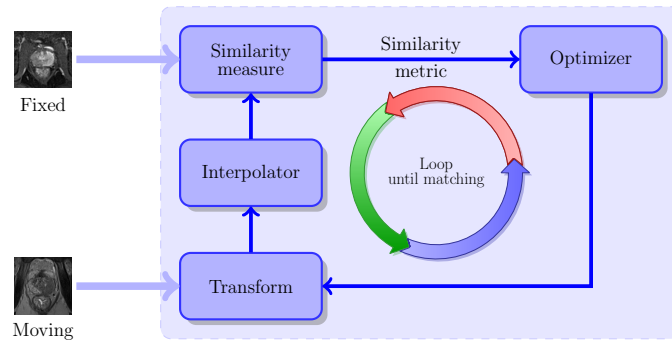 Similarity
measure
Similarity
metric
Optimizer
Fixed
Interpolator
Loop
until matching
Transform
Moving